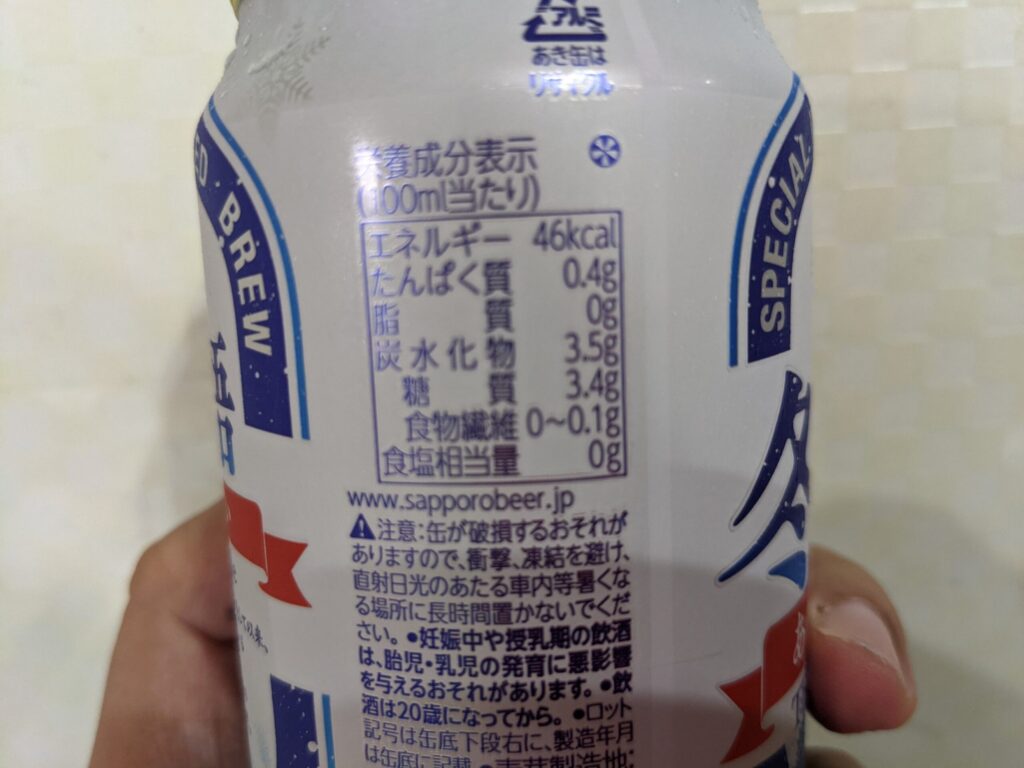 アルミ
あき缶は
リサイクル
栄養成分表示
(100ml当たり)
エネルギー 46kcal
たんぱく質 0.4g
脂質 0g
炭水化物 3.5g
糖質 3.4g
食物繊維 0～0.1g
食塩相当量 0g
www.sapporobeer.jp
注意:缶が破損するおそれが
ありますので、衝撃、凍結を避け、
直射日光のあたる車内等暑くな
る場所に長時間置かないでくだ
さい。●妊娠中や授乳期の飲酒
は、胎児・乳児の発育に悪影響
を与えるおそれがあります。●飲
酒は20歳になってから。●ロット
記号は缶底下段右に、製造年月
は缶底に記載
BREW
SPECIAL
冬